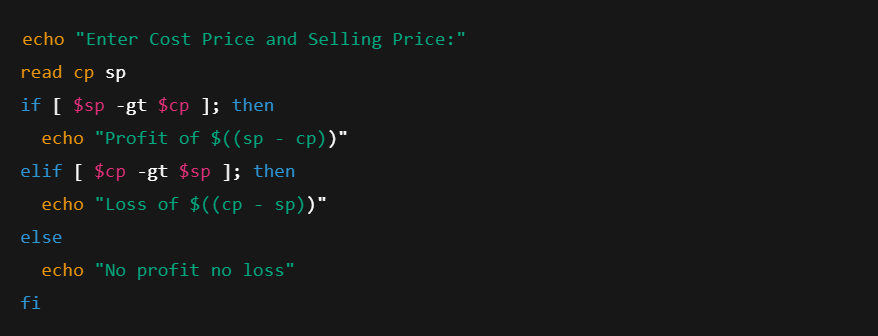 echo "Enter Cost Price and Selling Price:"
read cp sp
if [ $sp -gt $cp ]; then
  echo "Profit of $((sp - cp))"
elif [ $cp -gt $sp ]; then
  echo "Loss of $((cp - sp))"
else
  echo "No profit no loss"
fi